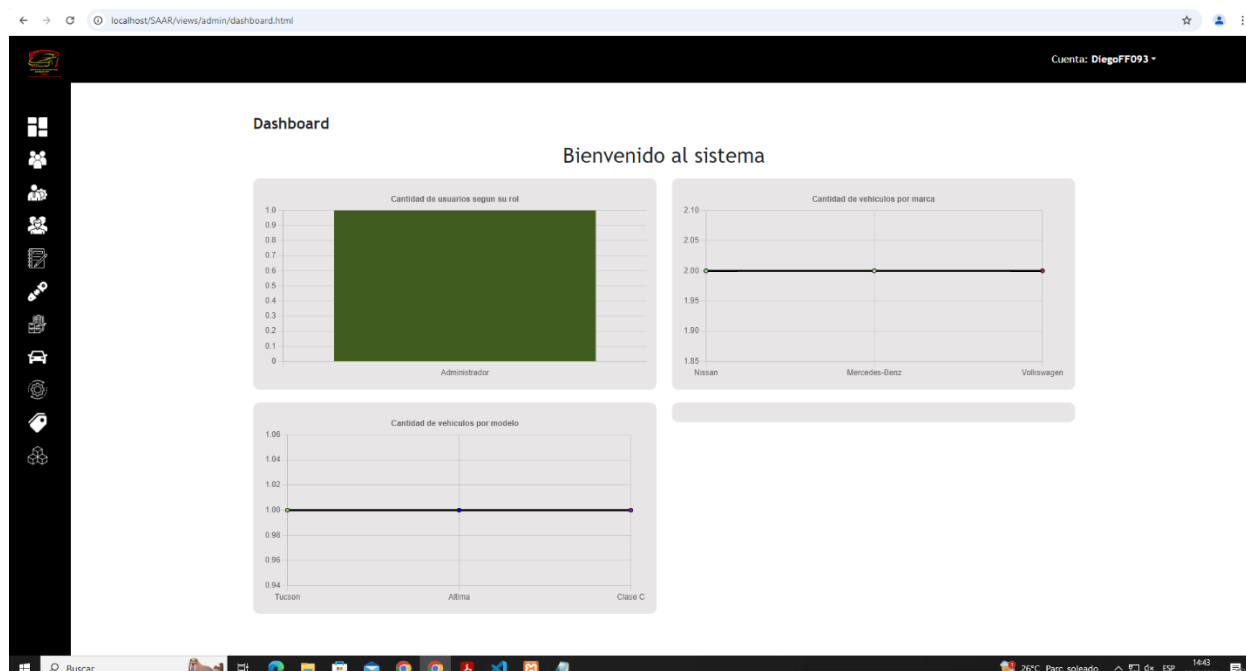 localhost/SAAR/views/admin/dashboard.html
Cuenta: DiegoFF093
Dashboard
Bienvenido al sistema
Cantidad de usuarios segun su rol
1.0
0.9
0.8
0.7
0.6
0.5
0.4
0.3
0.2
0.1
0
Administrador
Cantidad de vehiculos por marca
2.10
2.05
2.00
1.95
1.90
1.85
Nissan Mercedes-Benz Volkswagen
Cantidad de vehiculos por modelo
1.06
1.04
1.02
1.00
0.98
0.96
0.94
Tucson Altima Clase C
Buscar
26°C Parc. soleado ESP 14:43